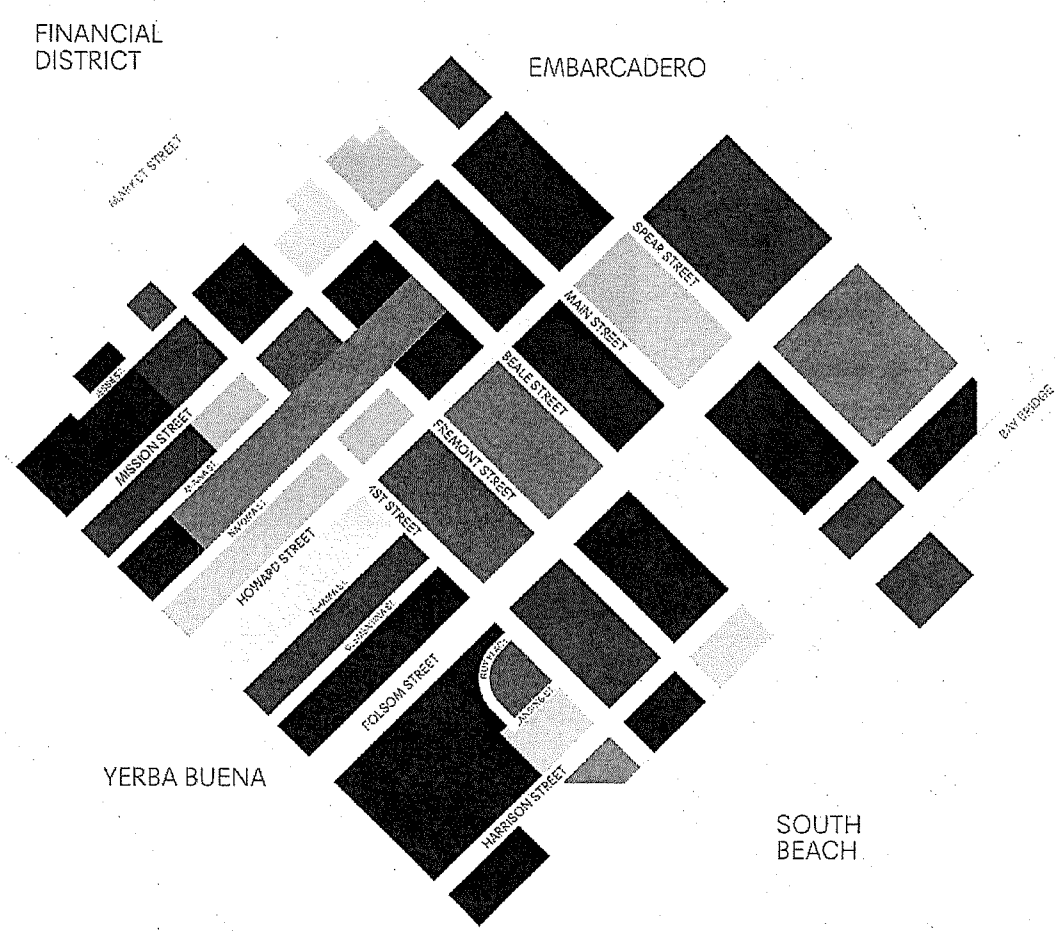 FINANCIAL
DISTRICT
EMBARCADERO
MARKET STREET
SPEAR STREET
MAIN STREET
BEALE STREET
FREMONT STREET
1ST STREET
MISSION STREET
HOWARD STREET
FOLSOM STREET
HARRISON STREET
BAY BRIDGE
YERBA BUENA
SOUTH
BEACH